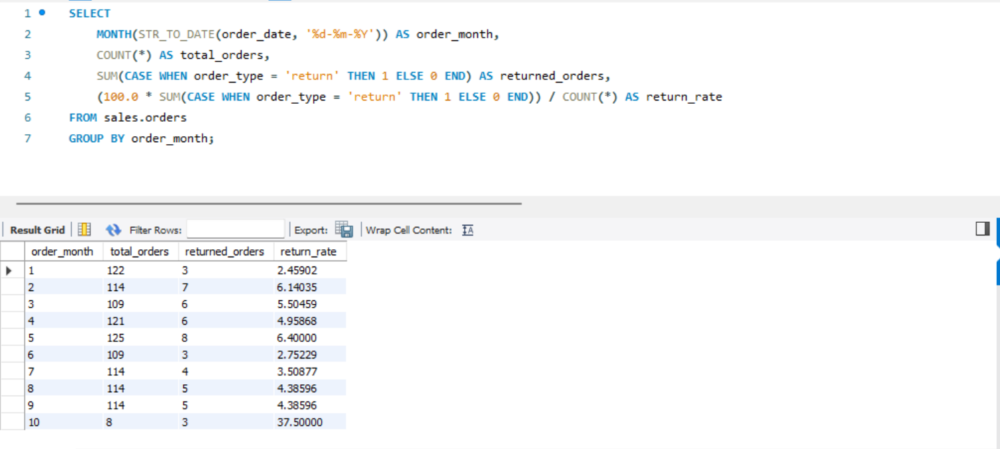 1 SELECT
2 MONTH(STR_TO_DATE(order_date, '%d-%m-%Y')) AS order_month,
3 COUNT(*) AS total_orders,
4 SUM(CASE WHEN order_type = 'return' THEN 1 ELSE 0 END) AS returned_orders,
5 (100.0 * SUM(CASE WHEN order_type = 'return' THEN 1 ELSE 0 END)) / COUNT(*) AS return_rate
6 FROM sales.orders
7 GROUP BY order_month;
Result Grid Filter Rows: Export: Wrap Cell Content: IA
order_month total_orders returned_orders return_rate
1 122 3 2.45902
2 114 7 6.14035
3 109 6 5.50459
4 121 6 4.95868
5 125 8 6.40000
6 109 3 2.75229
7 114 4 3.50877
8 114 5 4.38596
9 114 5 4.38596
10 8 3 37.50000